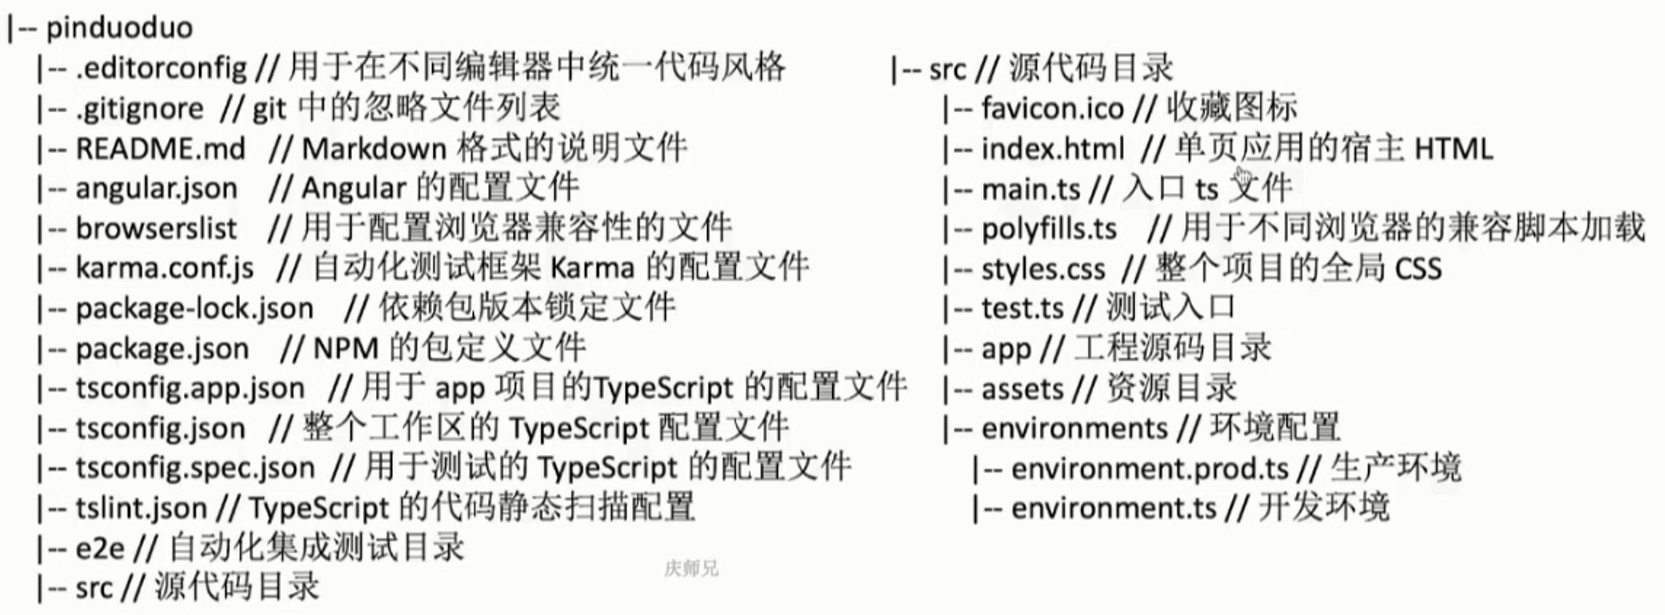 |-- pinduoduo
|-- .editorconfig // 用于在不同编辑器中统一代码风格
|-- .gitignore // git 中的忽略文件列表
|-- README.md // Markdown 格式的说明文件
|-- angular.json // Angular 的配置文件
|-- browserslist // 用于配置浏览器兼容性的文件
|-- karma.conf.js // 自动化测试框架 Karma 的配置文件
|-- package-lock.json // 依赖包版本锁定文件
|-- package.json // NPM 的包定义文件
|-- tsconfig.app.json // 用于 app 项目的TypeScript 的配置文件
|-- tsconfig.json // 整个工作区的 TypeScript 配置文件
|-- tsconfig.spec.json // 用于测试的 TypeScript 的配置文件
|-- tslint.json // TypeScript 的代码静态扫描配置
|-- e2e // 自动化集成测试目录
|-- src // 源代码目录
|-- src // 源代码目录
|-- favicon.ico // 收藏图标
|-- index.html // 单页应用的宿主 HTML
|-- main.ts // 入口 ts 文件
|-- polyfills.ts // 用于不同浏览器的兼容脚本加载
|-- styles.css // 整个项目的全局 CSS
|-- test.ts // 测试入口
|-- app // 工程源码目录
|-- assets // 资源目录
|-- environments // 环境配置
|-- environment.prod.ts // 生产环境
|-- environment.ts // 开发环境
庆师兄